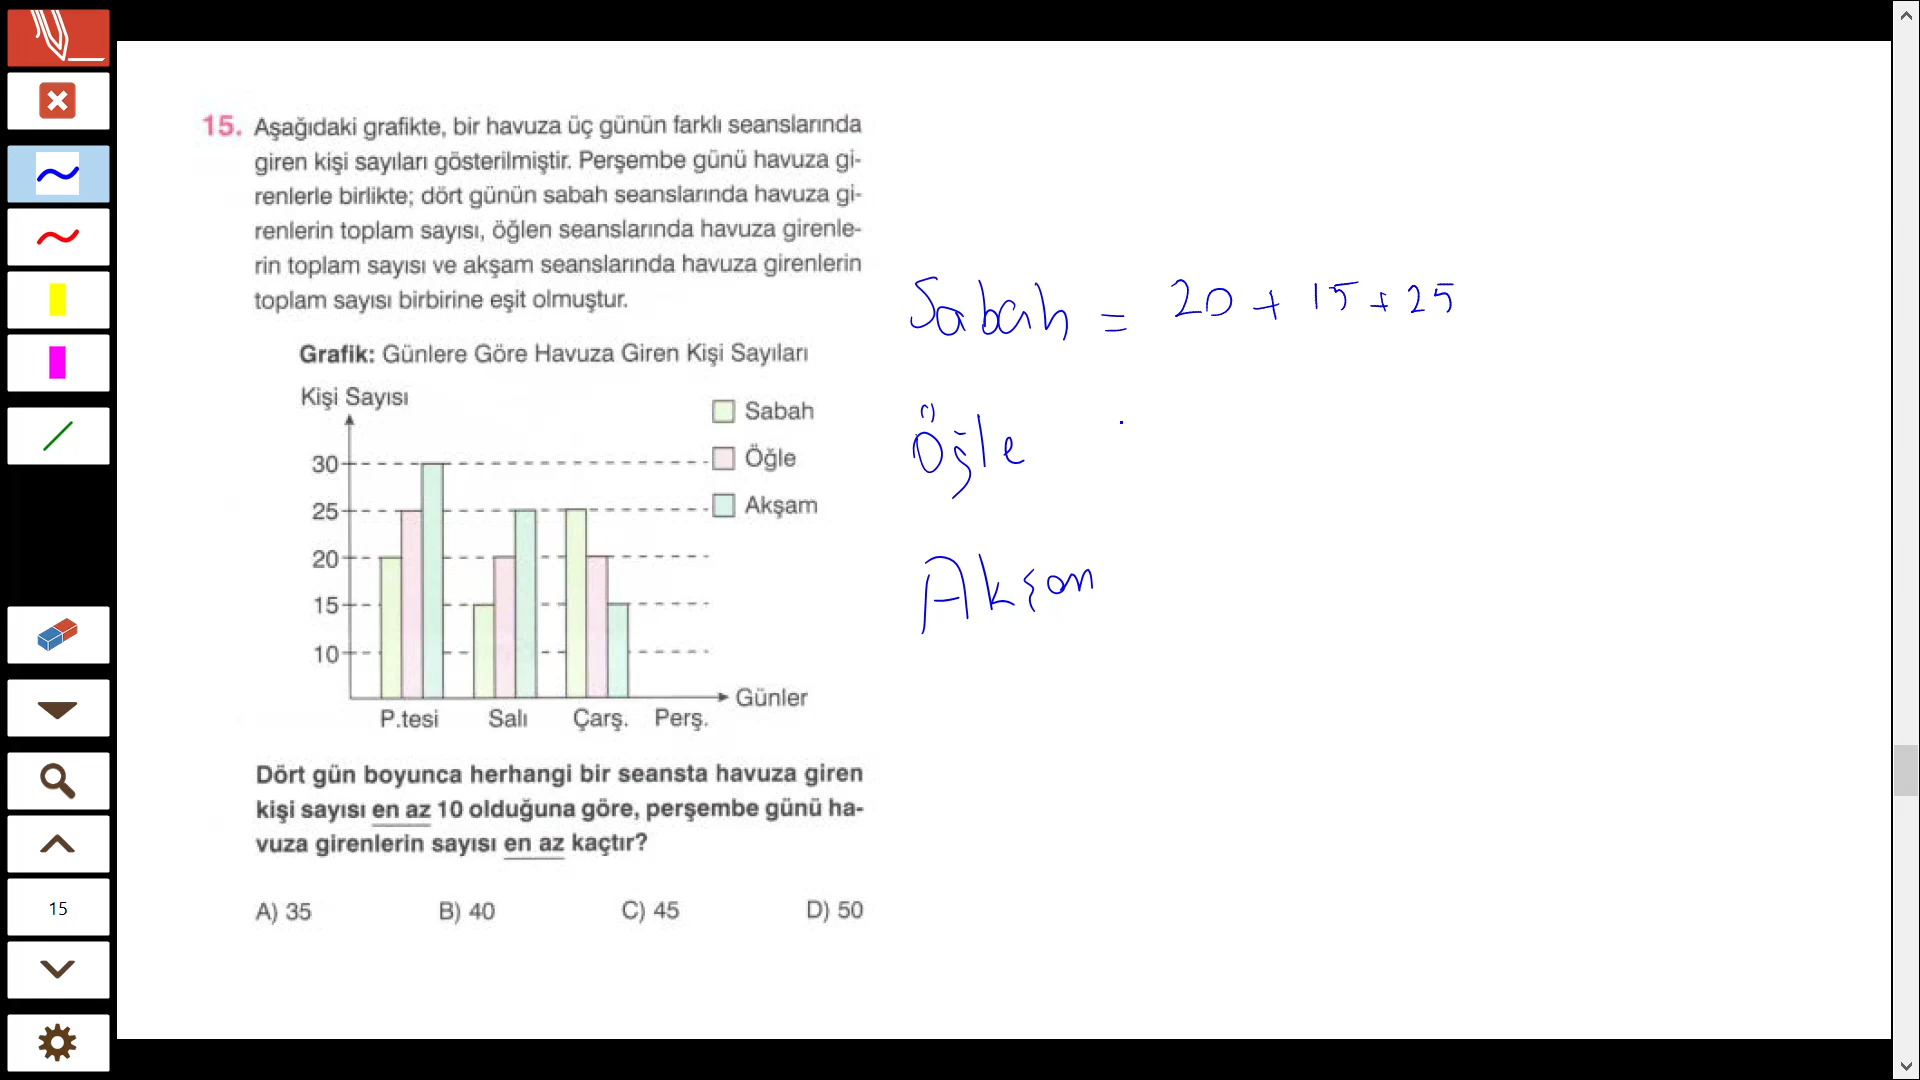 15. Aşağıdaki grafikte, bir havuza üç günün farklı seanslarında
giren kişi sayıları gösterilmiştir. Perşembe günü havuza gi-
renlerle birlikte; dört günün sabah seanslarında havuza gi-
renlerin toplam sayısı, öğlen seanslarında havuza girenle-
rin toplam sayısı ve akşam seanslarında havuza girenlerin
toplam sayısı birbirine eşit olmuştur.
Grafik: Günlere Göre Havuza Giren Kişi Sayıları
Kişi Sayısı
Sabah
Öğle
Akşam
30
25
20
15
10
Günler
P.tesi Salı Çarş. Perş.
Dört gün boyunca herhangi bir seansta havuza giren
kişi sayısı en az 10 olduğuna göre, perşembe günü ha-
vuza girenlerin sayısı en az kaçtır?
A) 35 B) 40 C) 45 D) 50
Sabah = 20 + 15 + 25
Öğle
Akşam
15